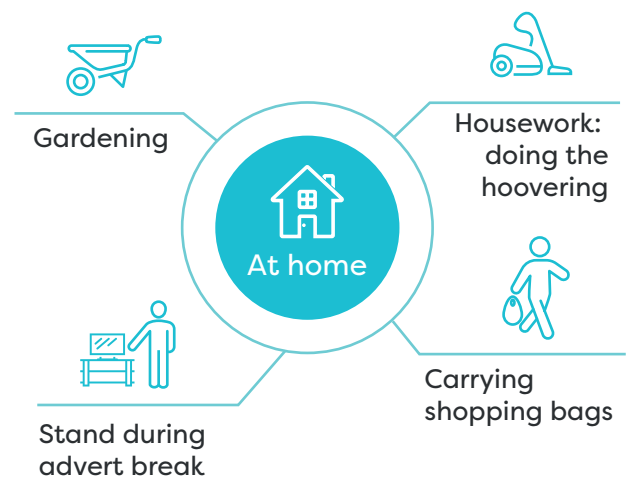 Gardening
Housework:
doing the
hoovering
At home
Carrying
shopping bags
Stand during
advert break